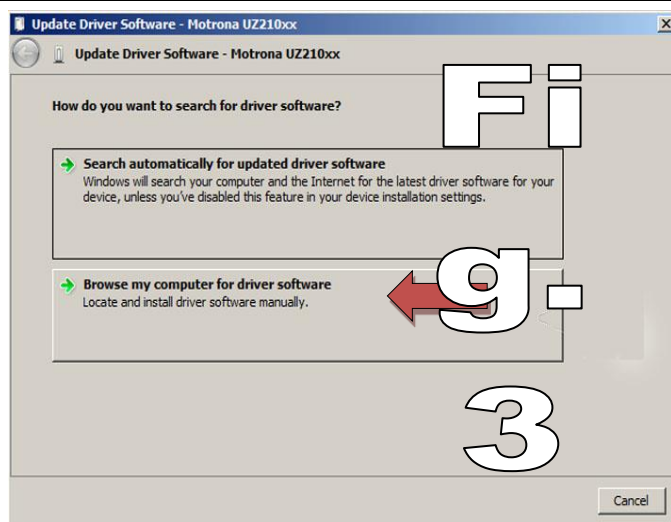 Update Driver Software - Motrona UZ210xx
X
Update Driver Software - Motrona UZ210xx
How do you want to search for driver software?
Search automatically for updated driver software
Windows will search your computer and the Internet for the latest driver software for your
device, unless you've disabled this feature in your device installation settings.
Browse my computer for driver software
Locate and install driver software manually.
Fi
g-
3
Cancel